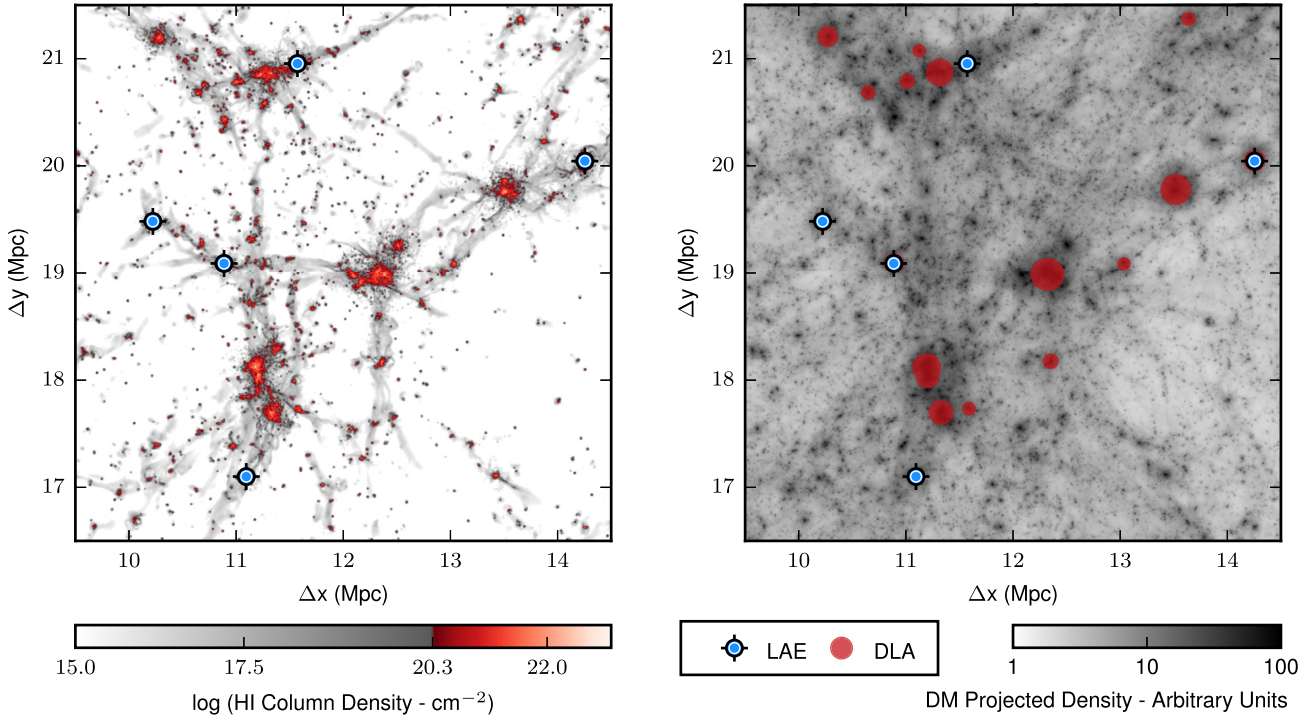 21
20
19
18
17
Δy (Mpc)
10 11 12 13 14
Δx (Mpc)
15.0 17.5 20.3 22.0
log (HI Column Density - cm⁻²)
21
20
19
18
17
Δy (Mpc)
10 11 12 13 14
Δx (Mpc)
LAE DLA
1 10 100
DM Projected Density - Arbitrary Units